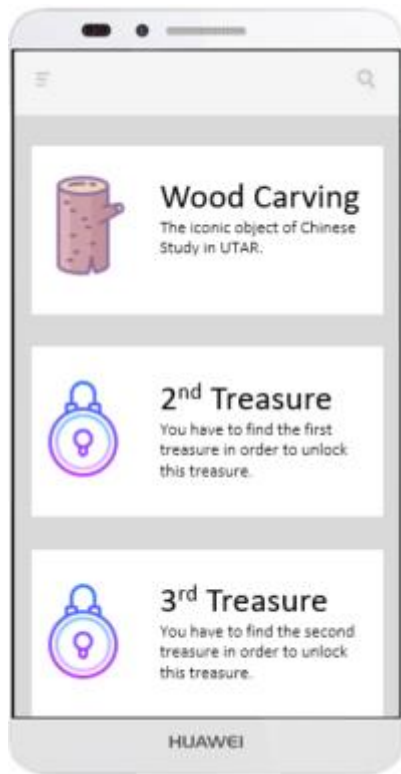 Wood Carving
The iconic object of Chinese
Study in UTAR.
2nd Treasure
You have to find the first
treasure in order to unlock
this treasure.
3rd Treasure
You have to find the second
treasure in order to unlock
this treasure.
HUAWEI